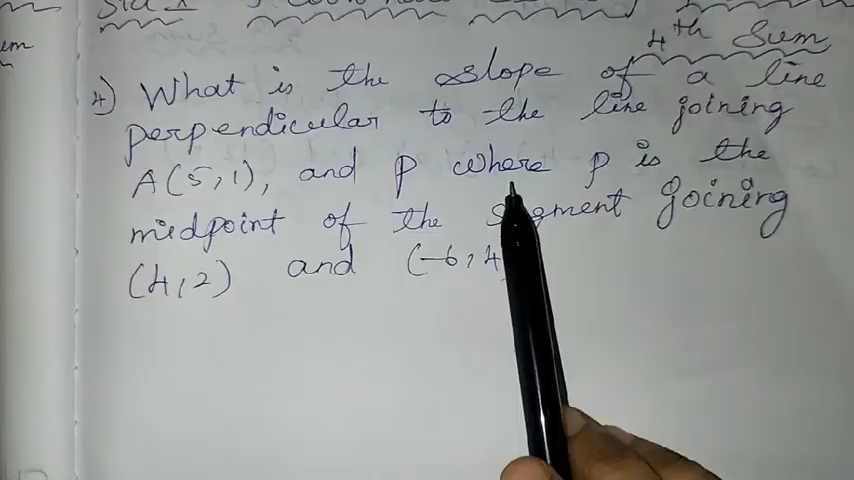 4th Sum
4) What is the slope of a line
perpendicular to the line joining
A(5,1), and P where P is the
midpoint of the segment joining
(4,2) and (-6,4